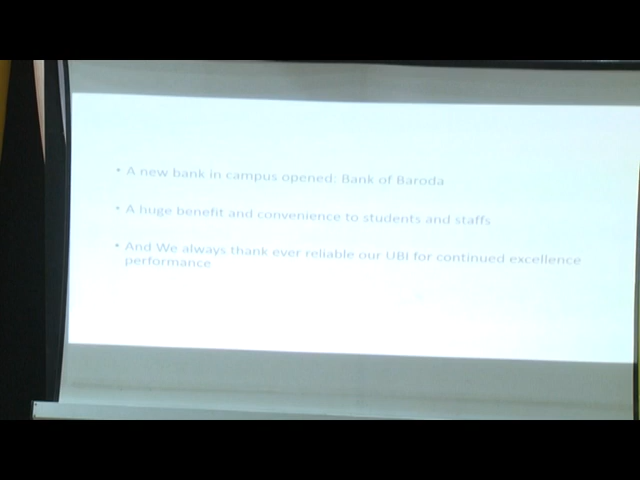 • A new bank in campus opened: Bank of Baroda
• A huge benefit and convenience to students and staffs
• And We always thank ever reliable our UBI for continued excellence
performance